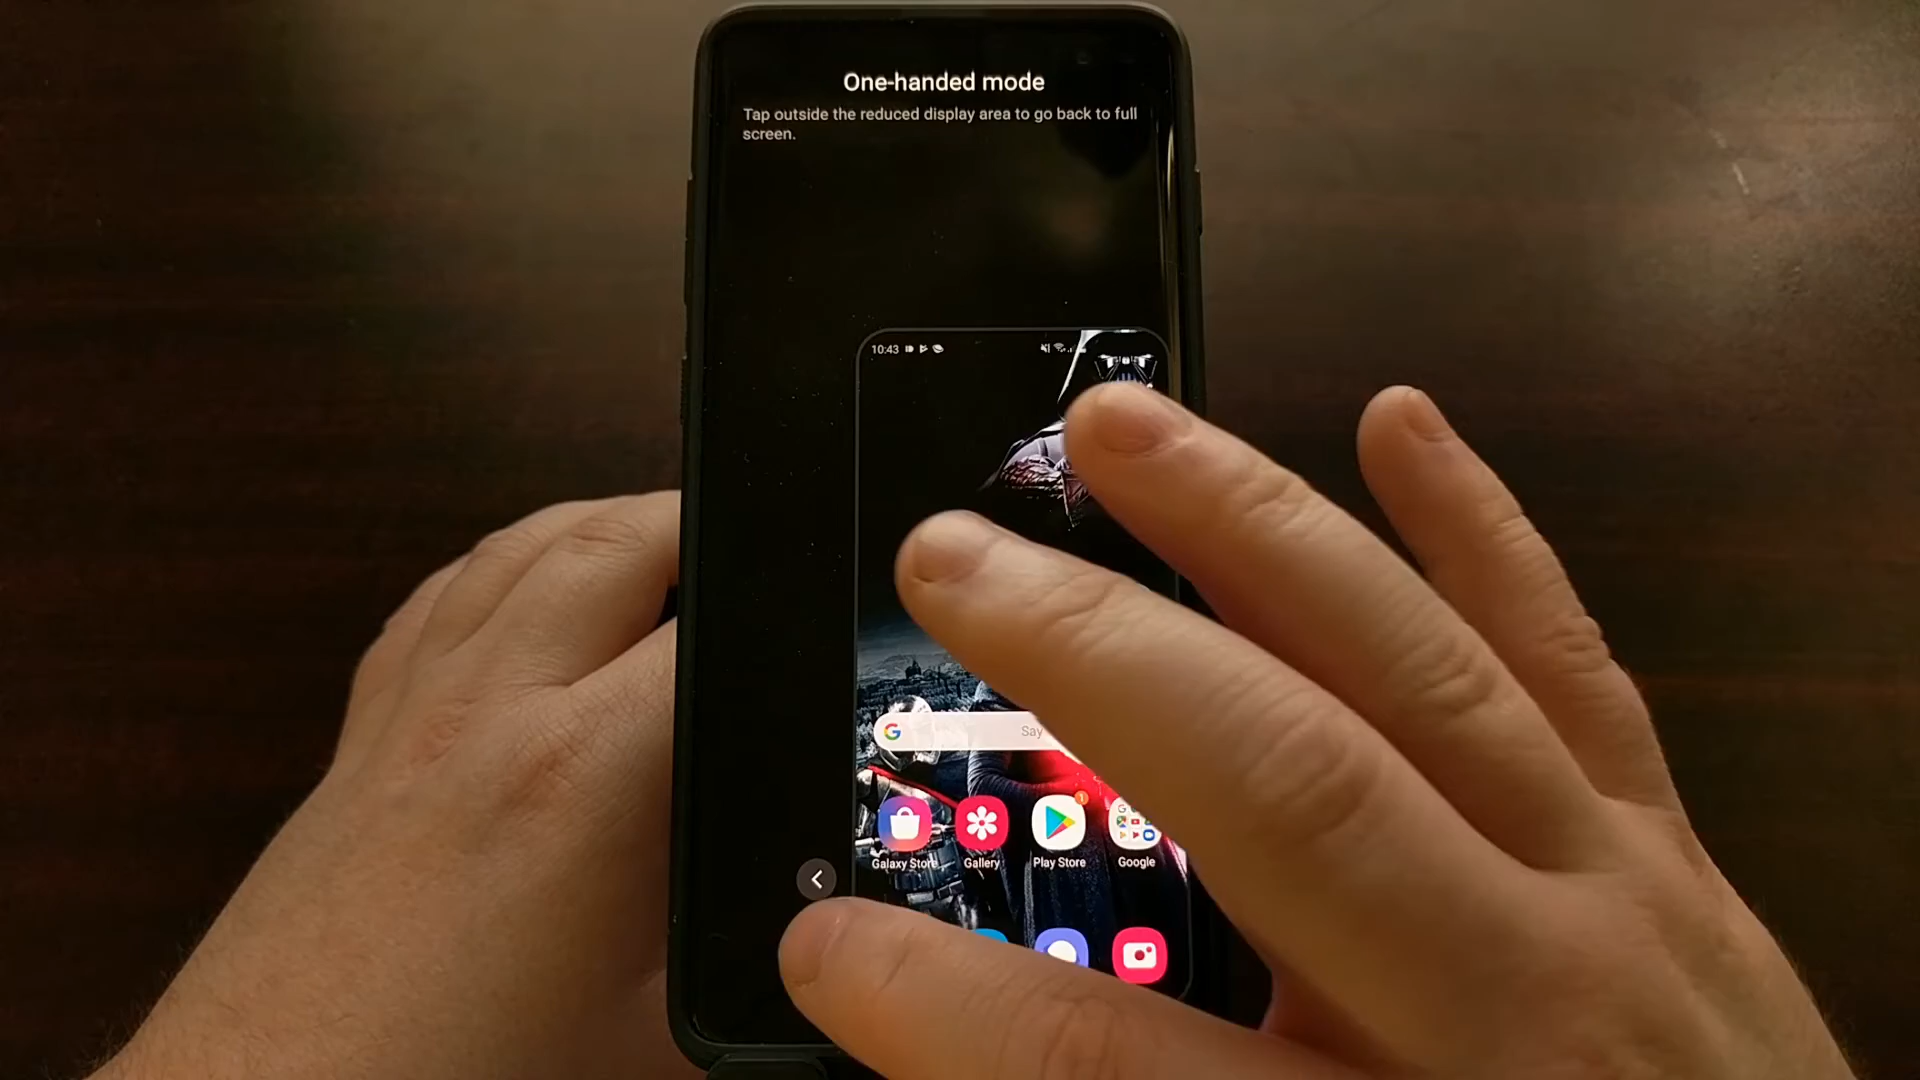 One-handed mode
Tap outside the reduced display area to go back to full
screen.
10:43
G Say
Galaxy Store Gallery Play Store Google
1